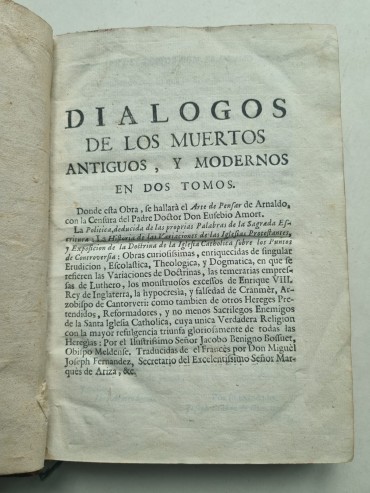 DIALOGOS
DE LOS MUERTOS
ANTIGUOS, Y MODERNOS
EN DOS TOMOS.
Donde esta Obra, se hallará el Arte de Pensar de Arnaldo,
con la Censura del Padre Doctor Don Eusebio Amort.
La Politica, deducida de las proprias Palabras de la Sagrada Es-
critura: La Historia de las Variaciones de las Iglesias Protestantes,
y Exposicion de la Doctrina de la Iglesia Catholica sobre los Puntos
de Controversia: Obras curiosissimas, enriquecidas de singular
Erudicion, Escolastica, Theologica, y Dogmatica, en que se
refieren las Variaciones de Doctrinas, las temerarias empres-
sas de Luthero, los monstruosos excessos de Enrique VIII,
Rey de Inglaterra, la hypocresia, y falsedad de Cranmèr, Ar-
zobispo de Cantorverì: como tambien de otros Hereges Pre-
tendidos, Reformadores, y no menos Sacrilegos Enemigos
de la Santa Iglesia Catholica, cuya unica Verdadera Religion
con la mayor refulgencia triunfa gloriosamente de todas las
Heregias: Por el Ilustrissimo Señor Jacobo Benigno Bossuet,
Obispo Meldense, Traducidas de el Francès por Don Miguèl
Joseph Fernandez, Secretario del Excelentissimo Señor Mar-
quès de Ariza, &c.